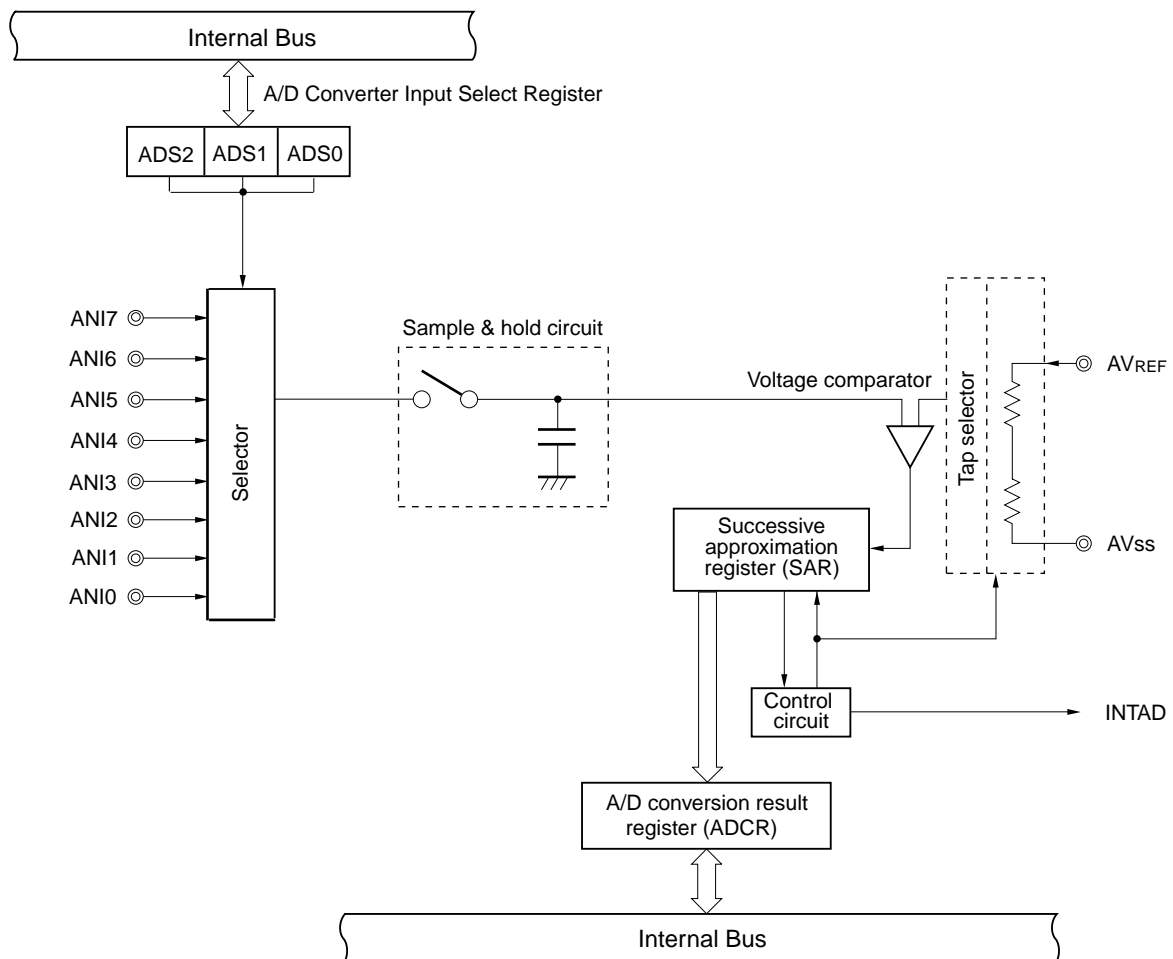 Internal Bus
A/D Converter Input Select Register
ADS2 ADS1 ADS0
ANI7
ANI6
ANI5
ANI4
ANI3
ANI2
ANI1
ANI0
Selector
Sample & hold circuit
Voltage comparator
Tap selector
AVREF
AVss
Successive
approximation
register (SAR)
Control
circuit
INTAD
A/D conversion result
register (ADCR)
Internal Bus